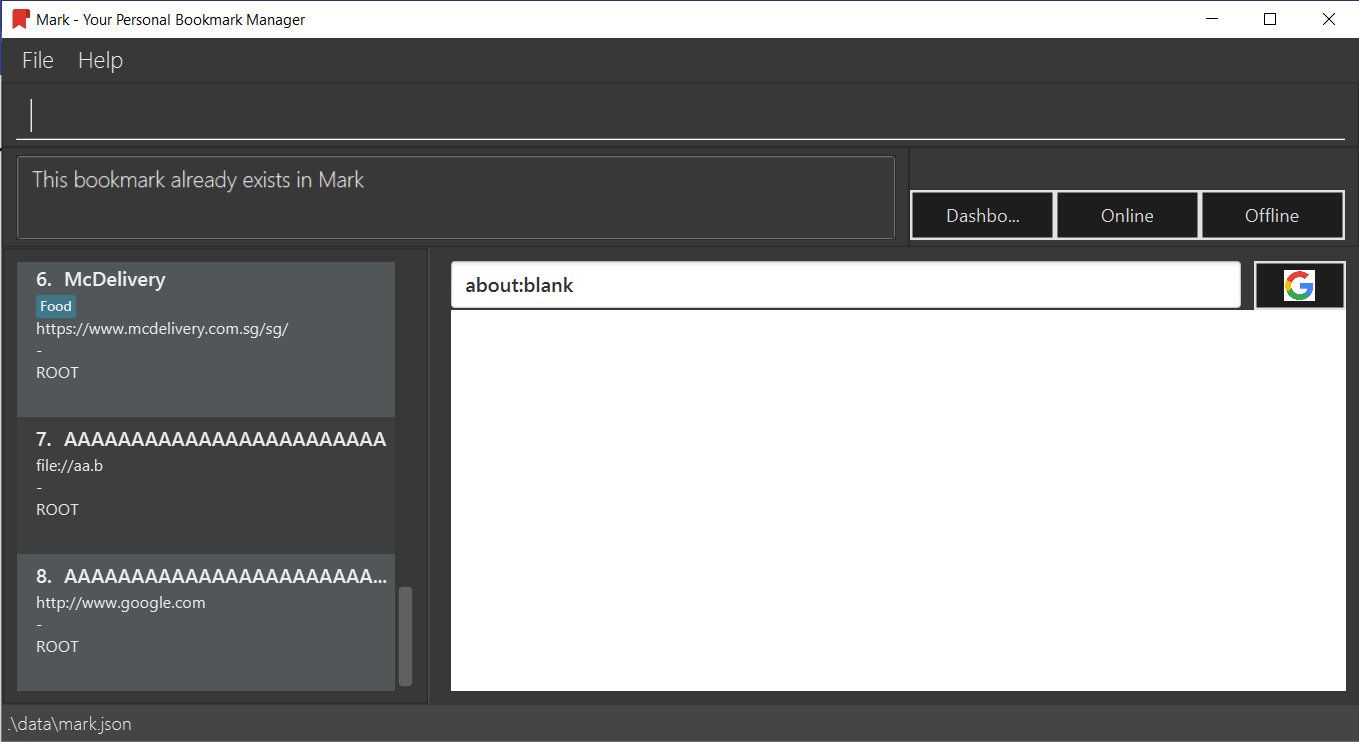 Mark - Your Personal Bookmark Manager
File Help
This bookmark already exists in Mark
Dashbo... Online Offline
6. McDelivery
Food
https://www.mcdelivery.com.sg/sg/
-
ROOT
7. AAAAAAAAAAAAAAAAAAAAAAAA
file://aa.b
-
ROOT
8. AAAAAAAAAAAAAAAAAAAAAAA...
http://www.google.com
-
ROOT
about:blank
.\data\mark.json